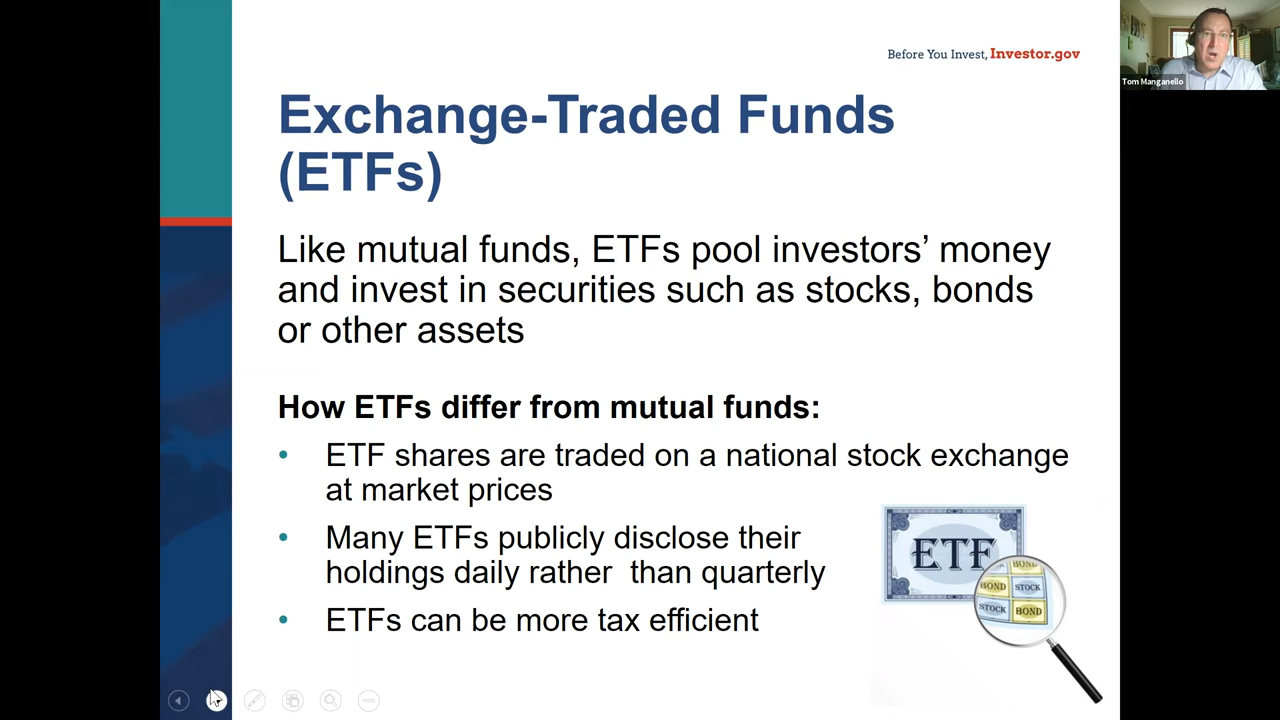 Before You Invest, Investor.gov
Tom Manganello
Exchange-Traded Funds
(ETFs)
Like mutual funds, ETFs pool investors’ money
and invest in securities such as stocks, bonds
or other assets
How ETFs differ from mutual funds:
• ETF shares are traded on a national stock exchange
at market prices
• Many ETFs publicly disclose their
holdings daily rather  than quarterly
• ETFs can be more tax efficient
ETF
BOND
BOND STOCK
STOCK BOND